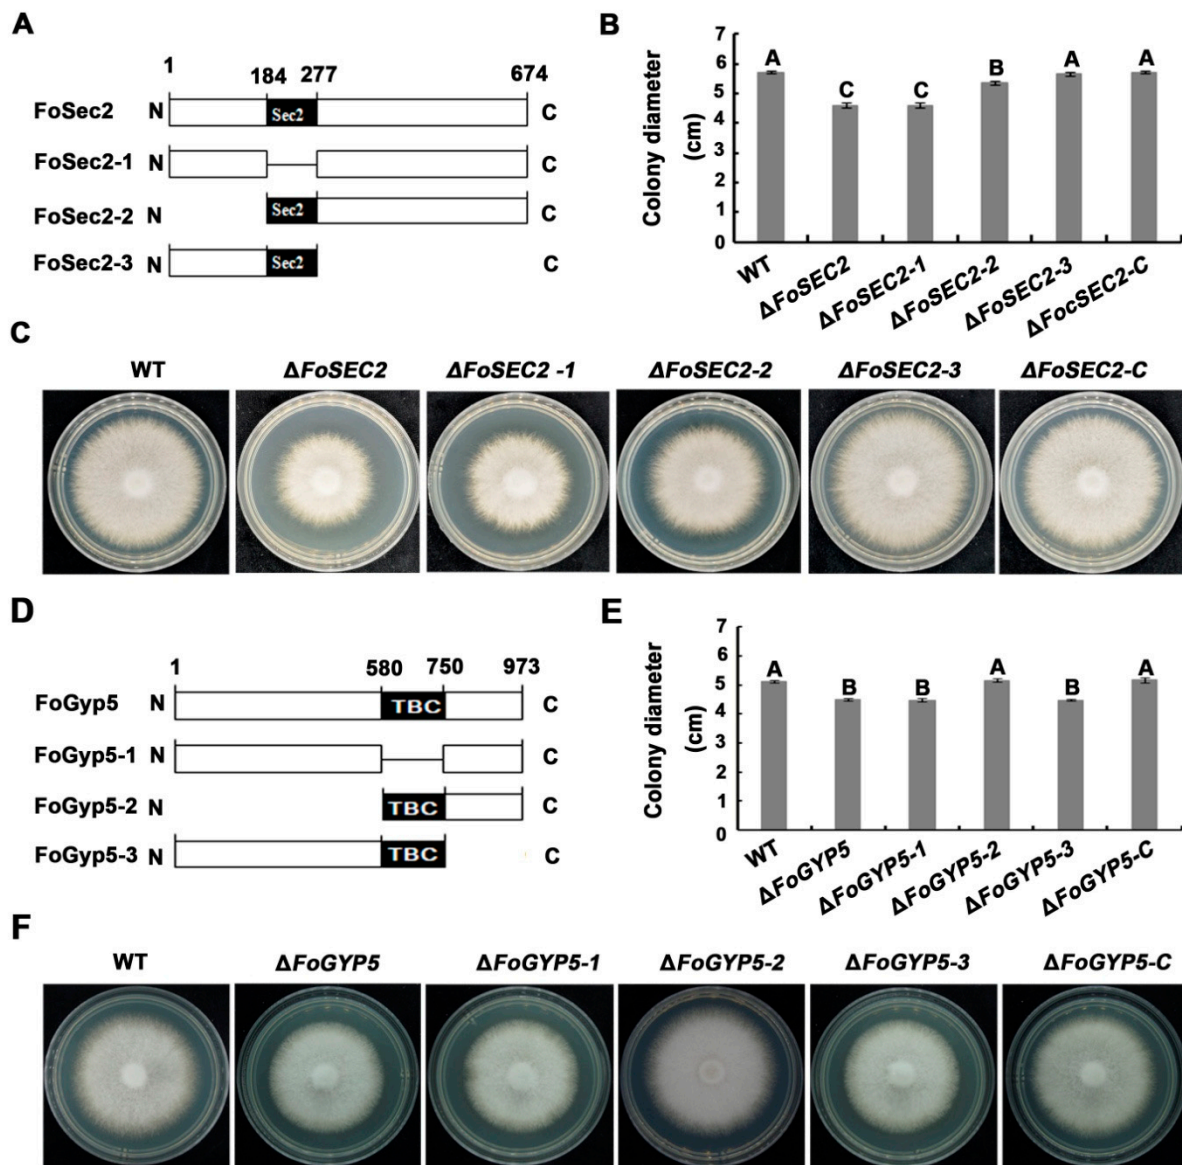 A
1 184 277 674
FoSec2 N Sec2 C
FoSec2-1 N C
FoSec2-2 N Sec2 C
FoSec2-3 N Sec2 C
B
Colony diameter
(cm)
7
6
5
4
3
2
1
0
A C C B A A
WT ΔFoSEC2 ΔFoSEC2-1 ΔFoSEC2-2 ΔFoSEC2-3 ΔFocSEC2-C
C
WT ΔFoSEC2 ΔFoSEC2 -1 ΔFoSEC2-2 ΔFoSEC2-3 ΔFoSEC2-C
D
1 580 750 973
FoGyp5 N TBC C
FoGyp5-1 N C
FoGyp5-2 N TBC C
FoGyp5-3 N TBC C
E
Colony diameter
(cm)
7
6
5
4
3
2
1
0
A B B A B A
WT ΔFoGYP5 ΔFoGYP5-1 ΔFoGYP5-2 ΔFoGYP5-3 ΔFoGYP5-C
F
WT ΔFoGYP5 ΔFoGYP5-1 ΔFoGYP5-2 ΔFoGYP5-3 ΔFoGYP5-C